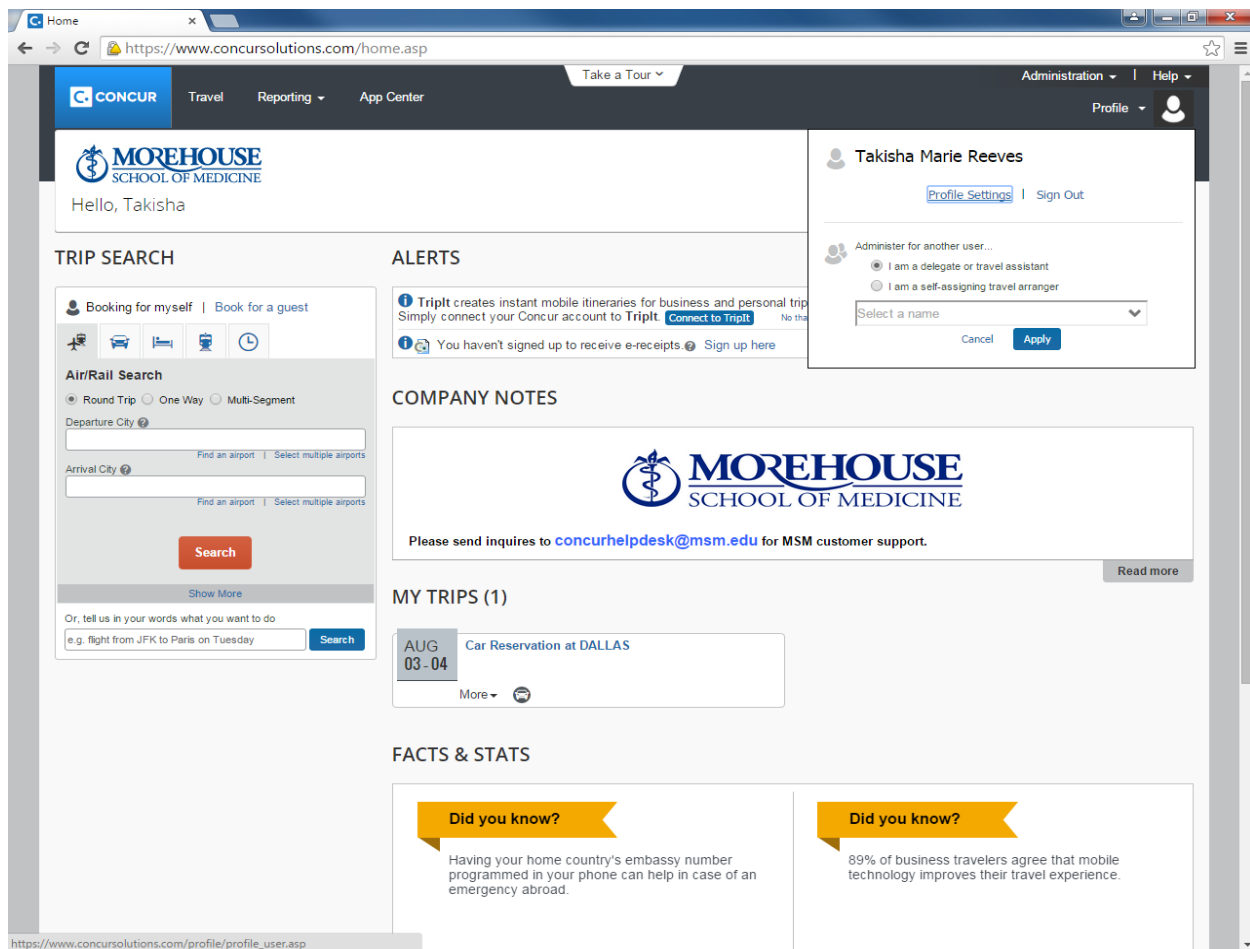 Home
https://www.concursolutions.com/home.asp
Take a Tour
Administration | Help
C. CONCUR Travel Reporting App Center
Profile
MOREHOUSE
SCHOOL OF MEDICINE
Hello, Takisha
Takisha Marie Reeves
Profile Settings | Sign Out
Administer for another user...
I am a delegate or travel assistant
I am a self-assigning travel arranger
Select a name
Cancel Apply
TRIP SEARCH
Booking for myself | Book for a guest
Air/Rail Search
Round Trip One Way Multi-Segment
Departure City
Find an airport | Select multiple airports
Arrival City
Find an airport | Select multiple airports
Search
Show More
Or, tell us in your words what you want to do
e.g. flight from JFK to Paris on Tuesday Search
ALERTS
TripIt creates instant mobile itineraries for business and personal trip
Simply connect your Concur account to TripIt. Connect to TripIt No tha
You haven't signed up to receive e-receipts. Sign up here
COMPANY NOTES
MOREHOUSE
SCHOOL OF MEDICINE
Please send inquires to concurhelpdesk@msm.edu for MSM customer support.
Read more
MY TRIPS (1)
AUG
03 - 04
Car Reservation at DALLAS
More
FACTS & STATS
Did you know?
Having your home country's embassy number
programmed in your phone can help in case of an
emergency abroad.
Did you know?
89% of business travelers agree that mobile
technology improves their travel experience.
https://www.concursolutions.com/profile/profile_user.asp